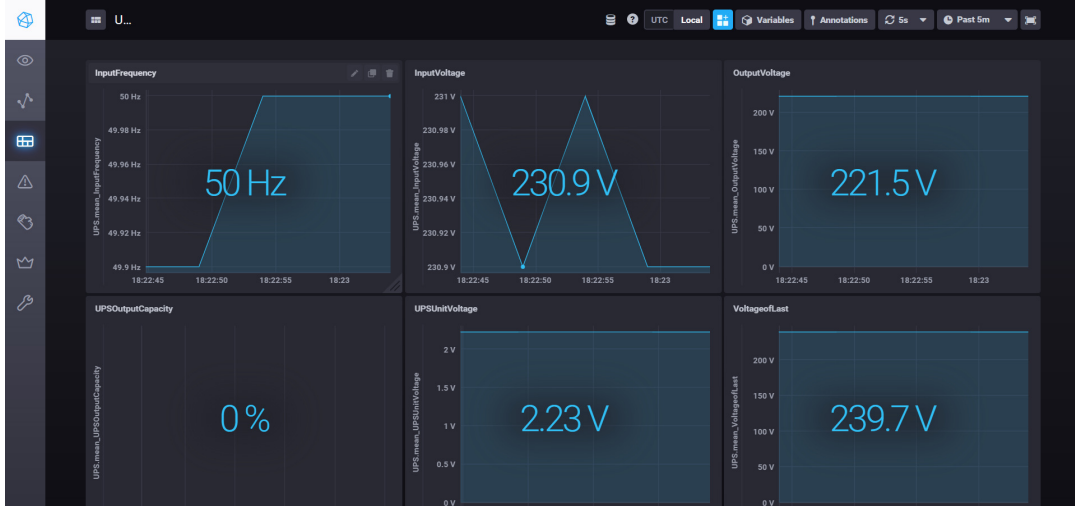 U...
UTC Local Variables Annotations 5s Past 5m
InputFrequency
UPS.mean_InputFrequency
50 Hz
49.98 Hz
49.96 Hz
49.94 Hz
49.92 Hz
49.9 Hz
50 Hz
18:22:45 18:22:50 18:22:55 18:23
InputVoltage
UPS.mean_InputVoltage
231 V
230.98 V
230.96 V
230.94 V
230.92 V
230.9 V
230.9 V
18:22:45 18:22:50 18:22:55 18:23
OutputVoltage
UPS.mean_OutputVoltage
200 V
150 V
100 V
50 V
0 V
221.5 V
18:22:45 18:22:50 18:22:55 18:23
UPSOutputCapacity
UPS.mean_UPSOutputCapacity
0 %
UPSUnitVoltage
UPS.mean_UPSUnitVoltage
2 V
1.5 V
1 V
0.5 V
0 V
2.23 V
VoltageofLast
UPS.mean_VoltageofLast
200 V
150 V
100 V
50 V
0 V
239.7 V